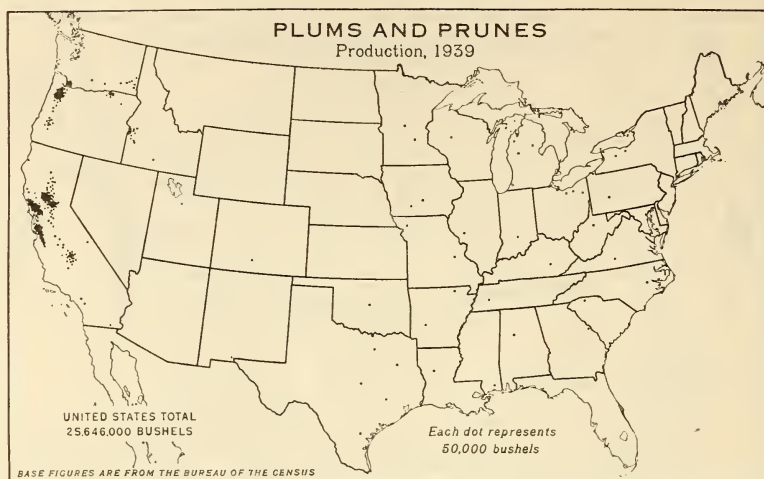 PLUMS AND PRUNES
Production, 1939
UNITED STATES TOTAL
25,646,000 BUSHELS
Each dot represents
50,000 bushels
BASE FIGURES ARE FROM THE BUREAU OF THE CENSUS